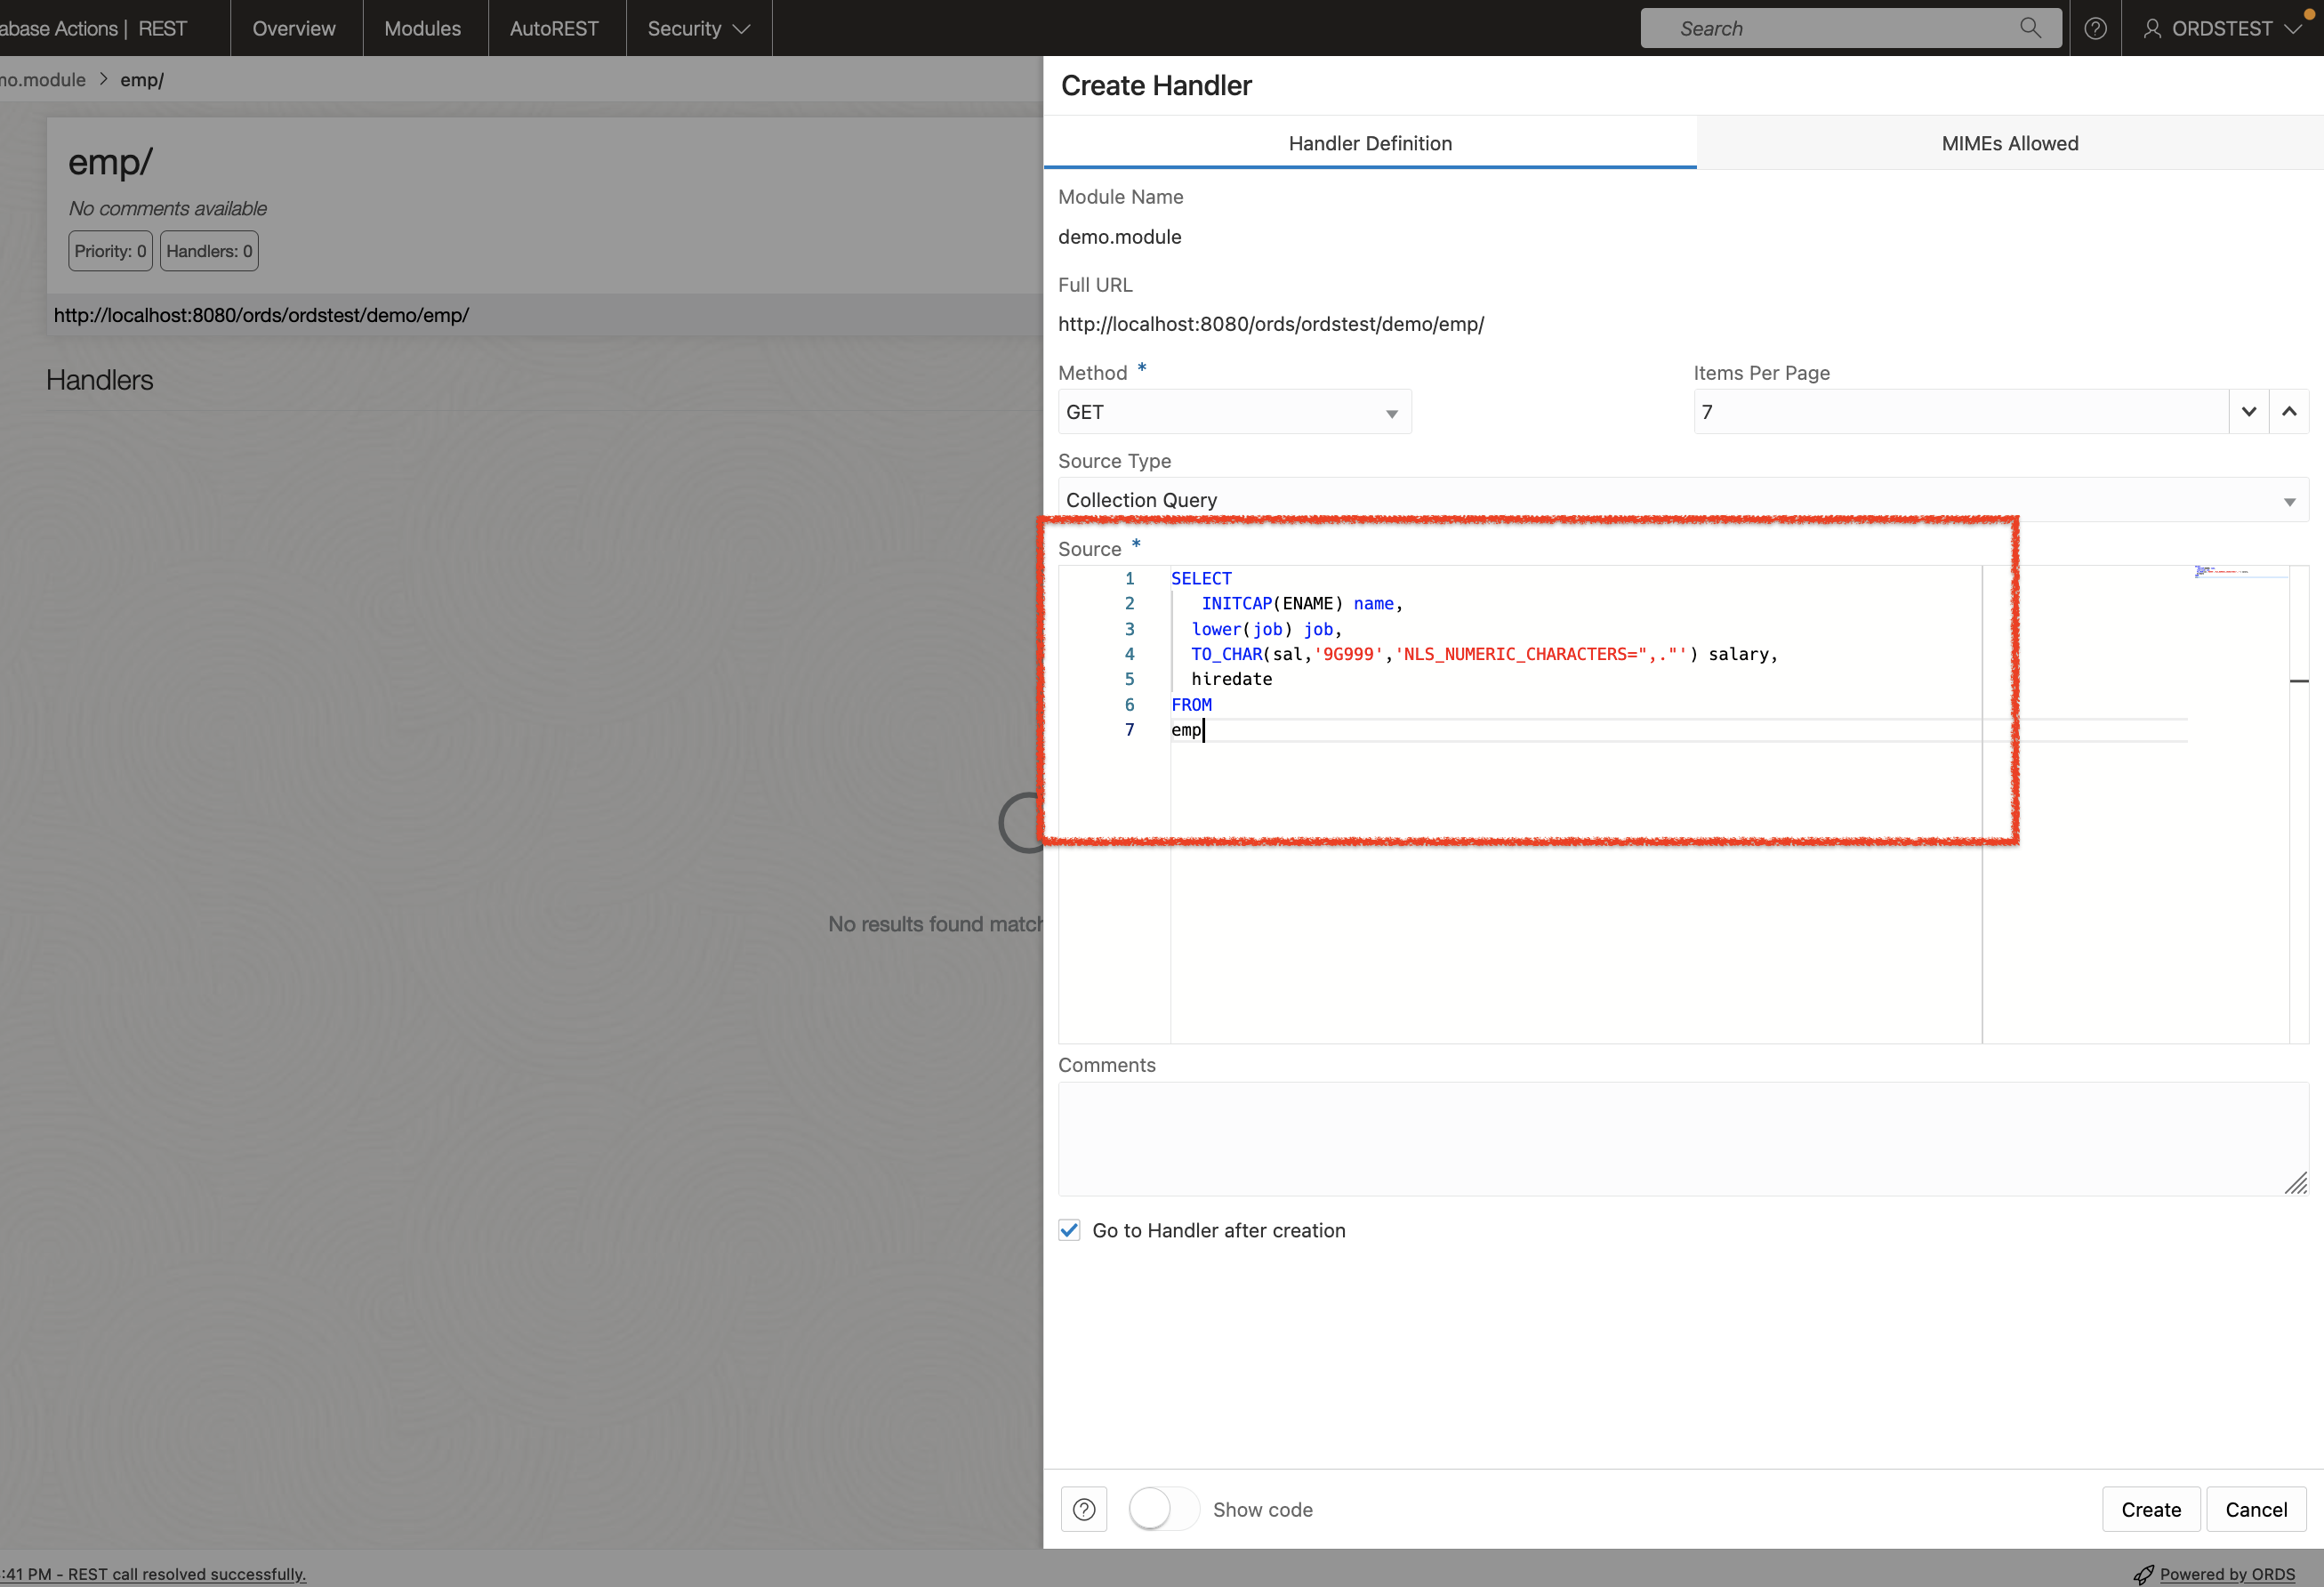 abase Actions | REST Overview Modules AutoREST Security Search ORDSTEST
mo.module > emp/
emp/
No comments available
Priority: 0 Handlers: 0
http://localhost:8080/ords/ordstest/demo/emp/
Handlers
No results found match
Create Handler
Handler Definition MIMEs Allowed
Module Name
demo.module
Full URL
http://localhost:8080/ords/ordstest/demo/emp/
Method * Items Per Page
GET 7
Source Type
Collection Query
Source *
1 SELECT
2 INITCAP(ENAME) name,
3 lower(job) job,
4 TO_CHAR(sal,'9G999','NLS_NUMERIC_CHARACTERS=",."') salary,
5 hiredate
6 FROM
7 emp
Comments
Go to Handler after creation
Show code Create Cancel
:41 PM - REST call resolved successfully. Powered by ORDS